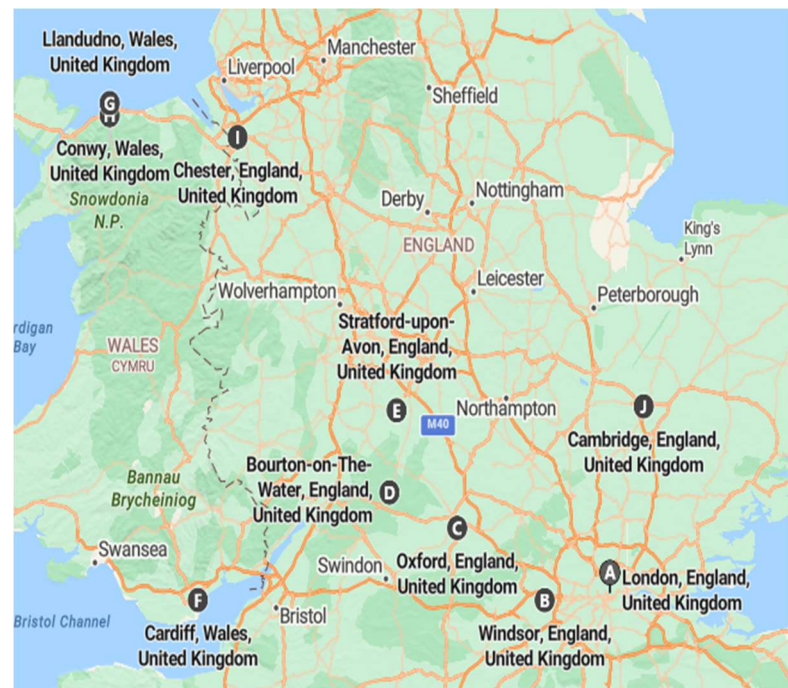 Llandudno, Wales,
United Kingdom
Manchester
Liverpool
Sheffield
G
H
I
Conwy, Wales,
United Kingdom
Chester, England,
United Kingdom
Snowdonia
N.P.
Derby
Nottingham
King's
Lynn
ENGLAND
Wolverhampton
Leicester
Peterborough
rdigan
Bay
WALES
CYMRU
Stratford-upon-
Avon, England,
United Kingdom
E
M40
Northampton
J
Cambridge, England,
United Kingdom
Bannau
Brycheiniog
Bourton-on-The-
Water, England,
United Kingdom
D
C
Oxford, England,
United Kingdom
Swansea
Swindon
A
London, England,
United Kingdom
F
B
Bristol
Bristol Channel
Cardiff, Wales,
United Kingdom
Windsor, England,
United Kingdom